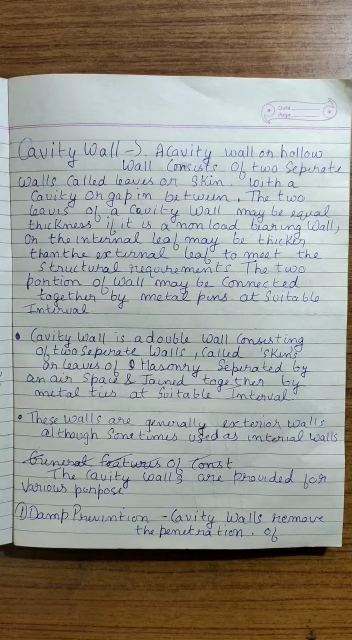 Date
Page
Cavity Wall → A cavity wall or hollow
Wall consists of two Seperate
Walls called leaves or Skin. With a
Cavity or gap in between. The two
leaves of a Cavity Wall may be equal
thickness if it is a non load biaring Wall,
Or the internal leaf may be thicker
than the external leaf to meet the
Structural requirements The two
portion of Wall may be Connected
together by metal pins at Suitable
Interval
• Cavity Wall is a double Wall Consisting
of two Seperate Walls, Called 'Skins
or leaves of Masonry Seperated by
an air Space & Joined together by
metal ties at Suitable Interval
• These Walls are generally exterior Walls
although Sometimes used as interial Walls
General features Of Const
The Cavity Walls are provided for
Various purpose
① Damp Prevention - Cavity Walls remove
the penetration. of